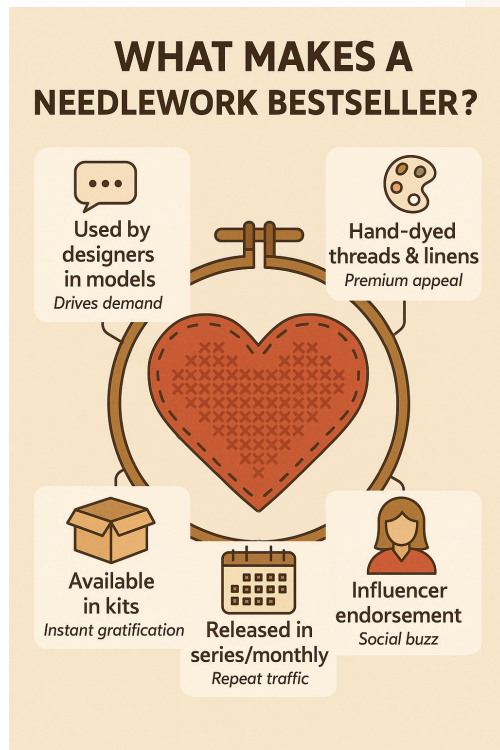 WHAT MAKES A
NEEDLEWORK BESTSELLER?
Used by
designers
in models
Drives demand
Hand-dyed
threads & linens
Premium appeal
Available
in kits
Instant gratification
Released in
series/monthly
Repeat traffic
Influencer
endorsement
Social buzz